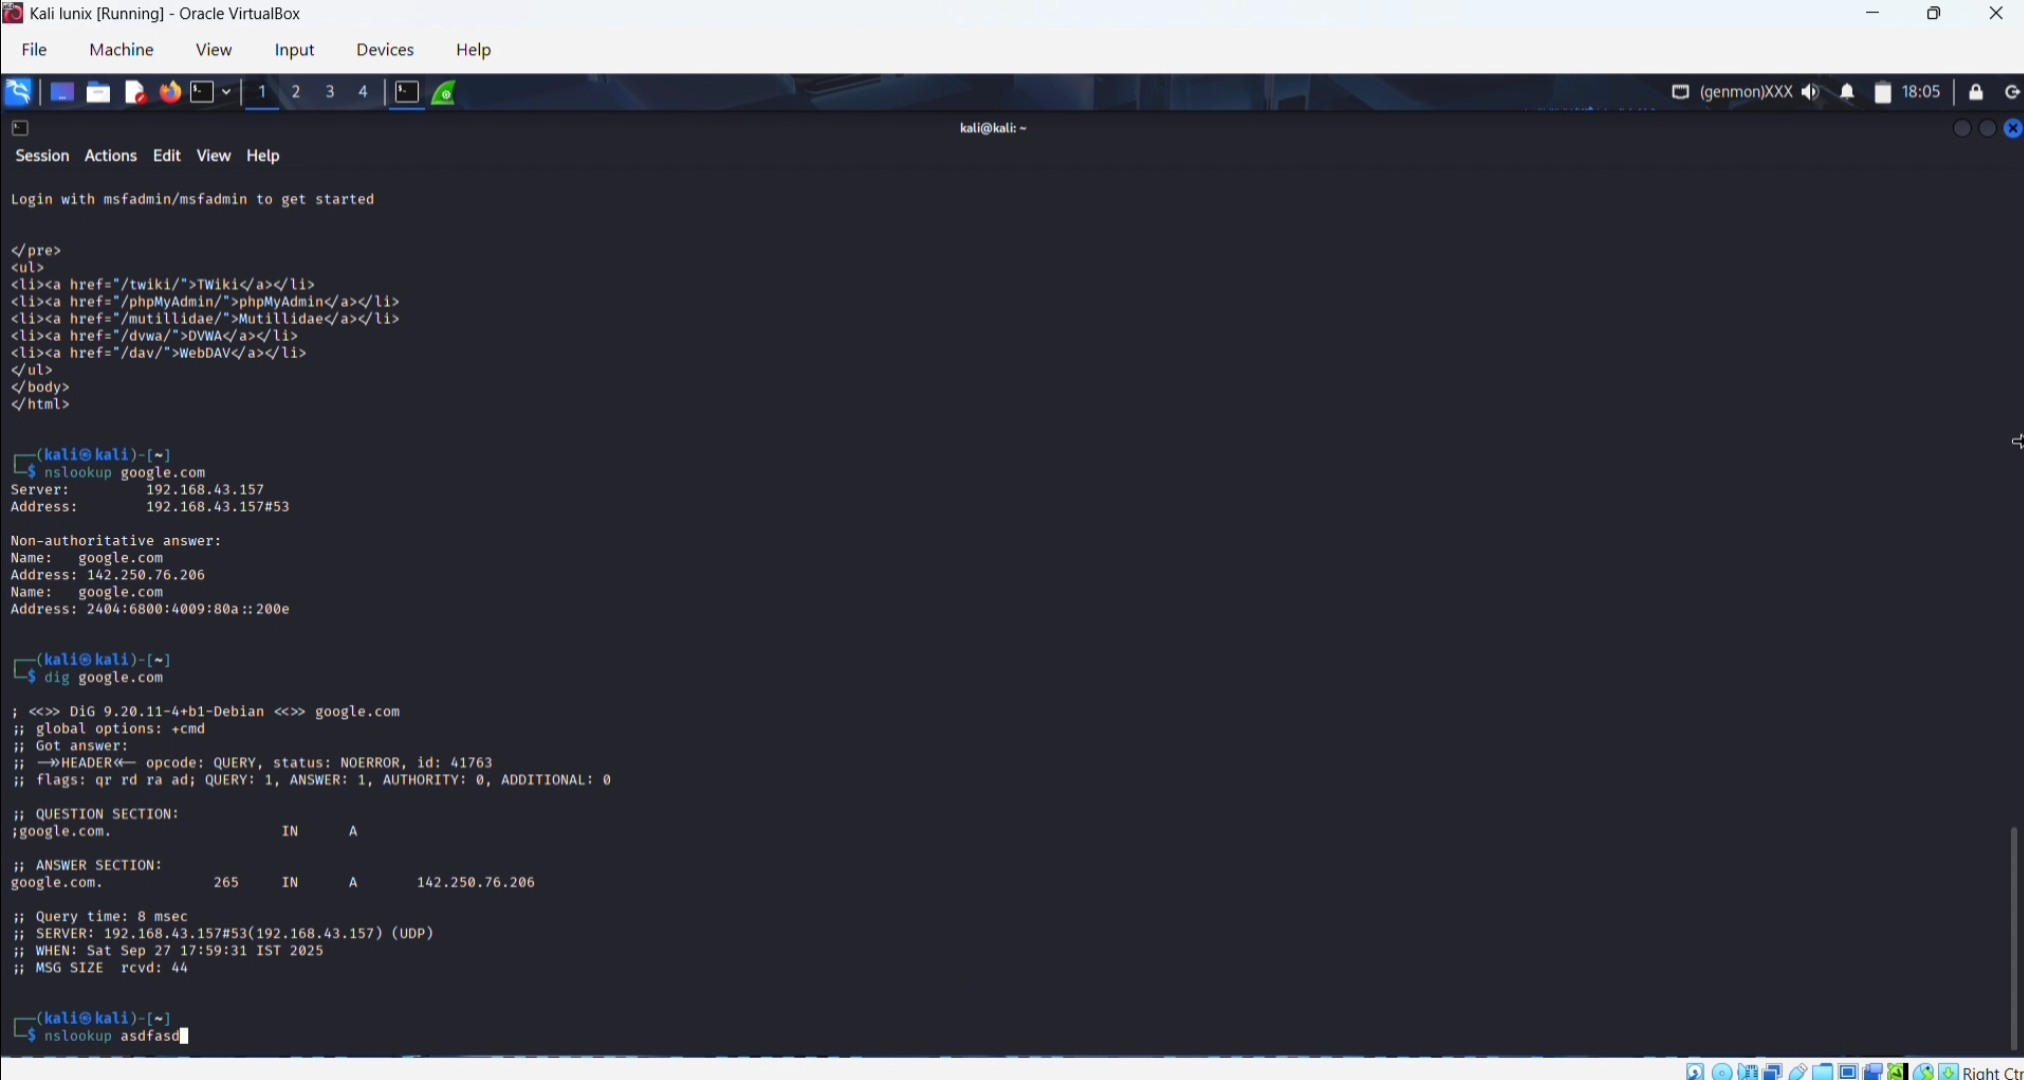 Kali lunix [Running] - Oracle VirtualBox
File Machine View Input Devices Help
1 2 3 4 (genmon)XXX 18:05
kali@kali: ~
Session Actions Edit View Help
Login with msfadmin/msfadmin to get started
</pre>
<ul>
<li><a href="/twiki/">TWiki</a></li>
<li><a href="/phpMyAdmin/">phpMyAdmin</a></li>
<li><a href="/mutillidae/">Mutillidae</a></li>
<li><a href="/dvwa/">DVWA</a></li>
<li><a href="/dav/">WebDAV</a></li>
</ul>
</body>
</html>
┌──(kali㉿kali)-[~]
└─$ nslookup google.com
Server: 192.168.43.157
Address: 192.168.43.157#53
Non-authoritative answer:
Name: google.com
Address: 142.250.76.206
Name: google.com
Address: 2404:6800:4009:80a::200e
┌──(kali㉿kali)-[~]
└─$ dig google.com
; <<>> DiG 9.20.11-4+b1-Debian <<>> google.com
;; global options: +cmd
;; Got answer:
;; ->>HEADER<<- opcode: QUERY, status: NOERROR, id: 41763
;; flags: qr rd ra ad; QUERY: 1, ANSWER: 1, AUTHORITY: 0, ADDITIONAL: 0
;; QUESTION SECTION:
;google.com. IN A
;; ANSWER SECTION:
google.com. 265 IN A 142.250.76.206
;; Query time: 8 msec
;; SERVER: 192.168.43.157#53(192.168.43.157) (UDP)
;; WHEN: Sat Sep 27 17:59:31 IST 2025
;; MSG SIZE rcvd: 44
┌──(kali㉿kali)-[~]
└─$ nslookup asdfasd
Right Ctr